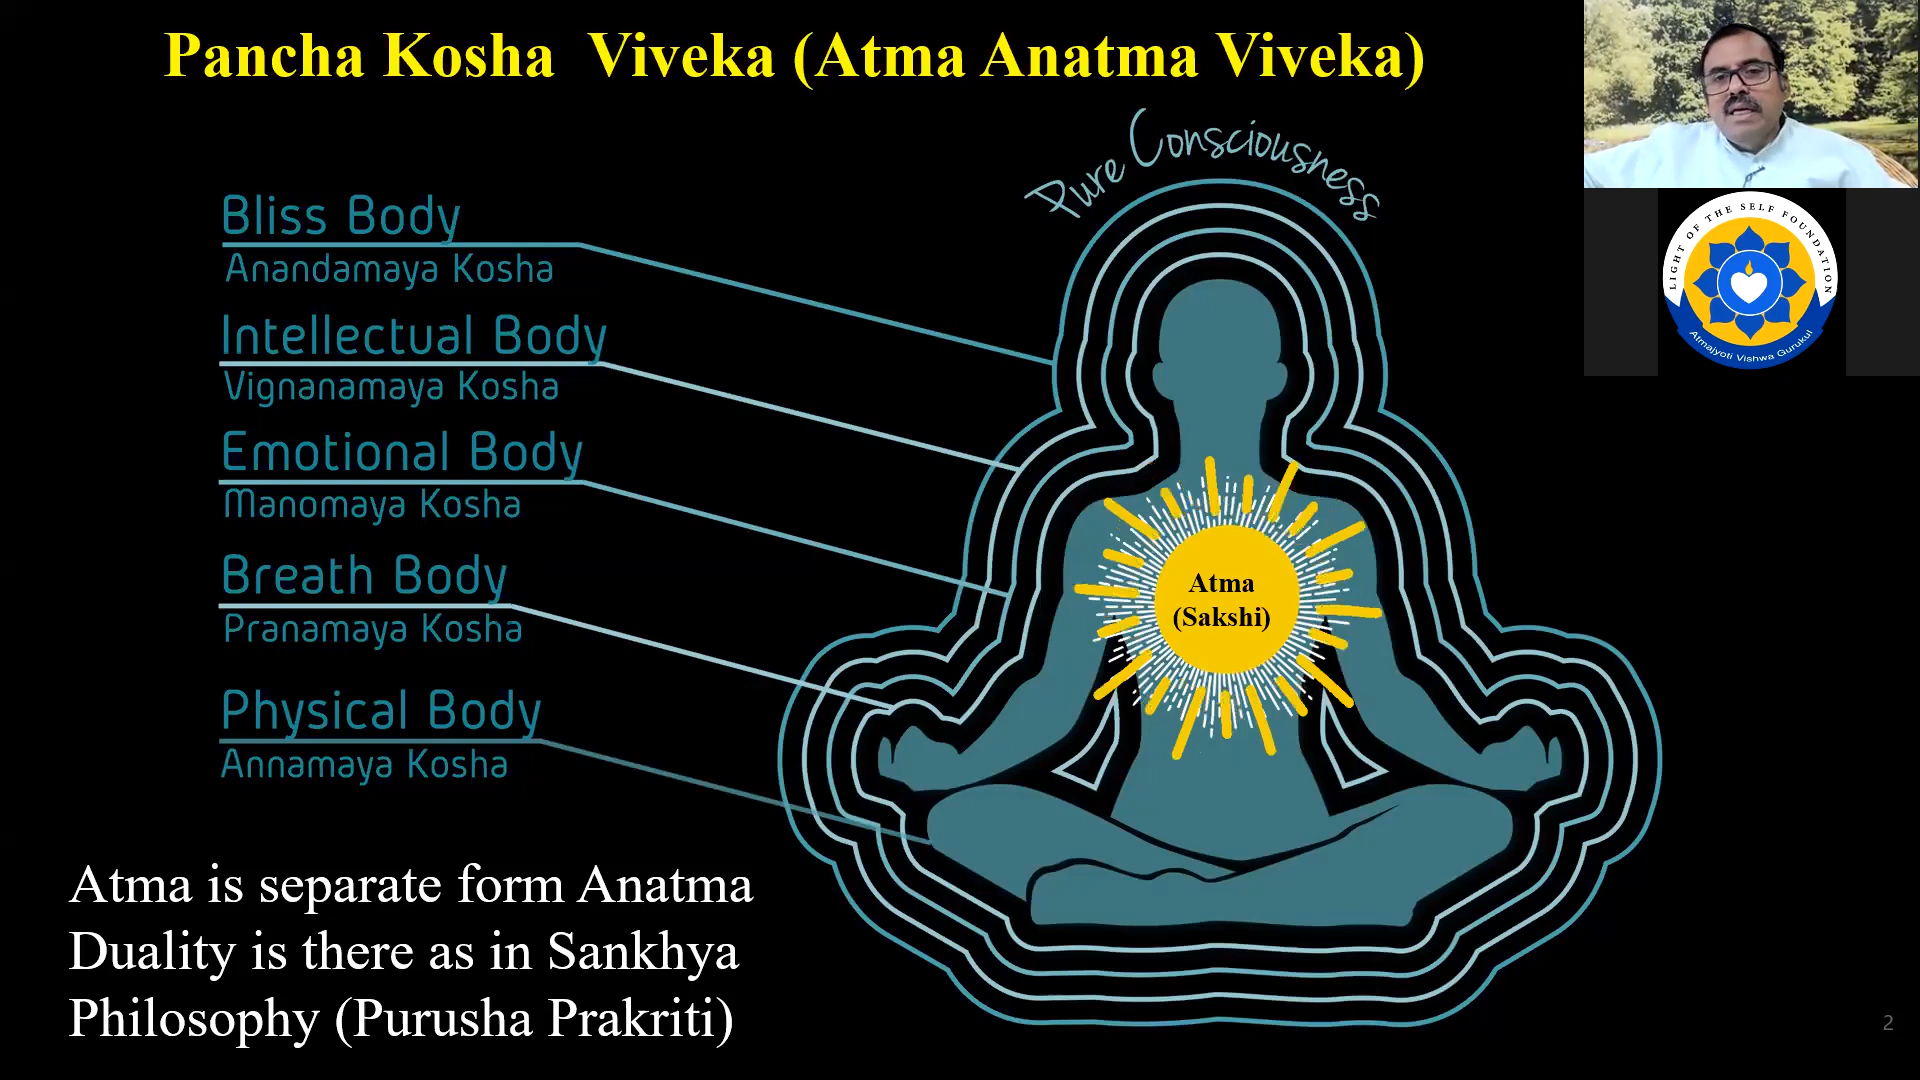 Pancha Kosha Viveka (Atma Anatma Viveka)
Pure Consciousness
Bliss Body
Anandamaya Kosha
Intellectual Body
Vignanamaya Kosha
Emotional Body
Manomaya Kosha
Breath Body
Pranamaya Kosha
Physical Body
Annamaya Kosha
Atma
(Sakshi)
Atma is separate form Anatma
Duality is there as in Sankhya
Philosophy (Purusha Prakriti)
LIGHT OF THE SELF FOUNDATION
Atmajyoti Vishwa Gurukul
2